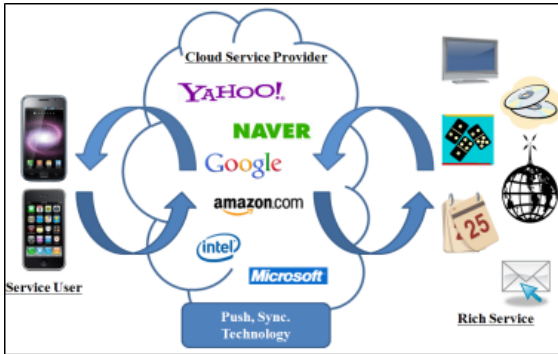 Cloud Service Provider
YAHOO!
NAVER
Google
amazon.com
intel
Microsoft
25
Service User
Push, Sync.
Technology
Rich Service